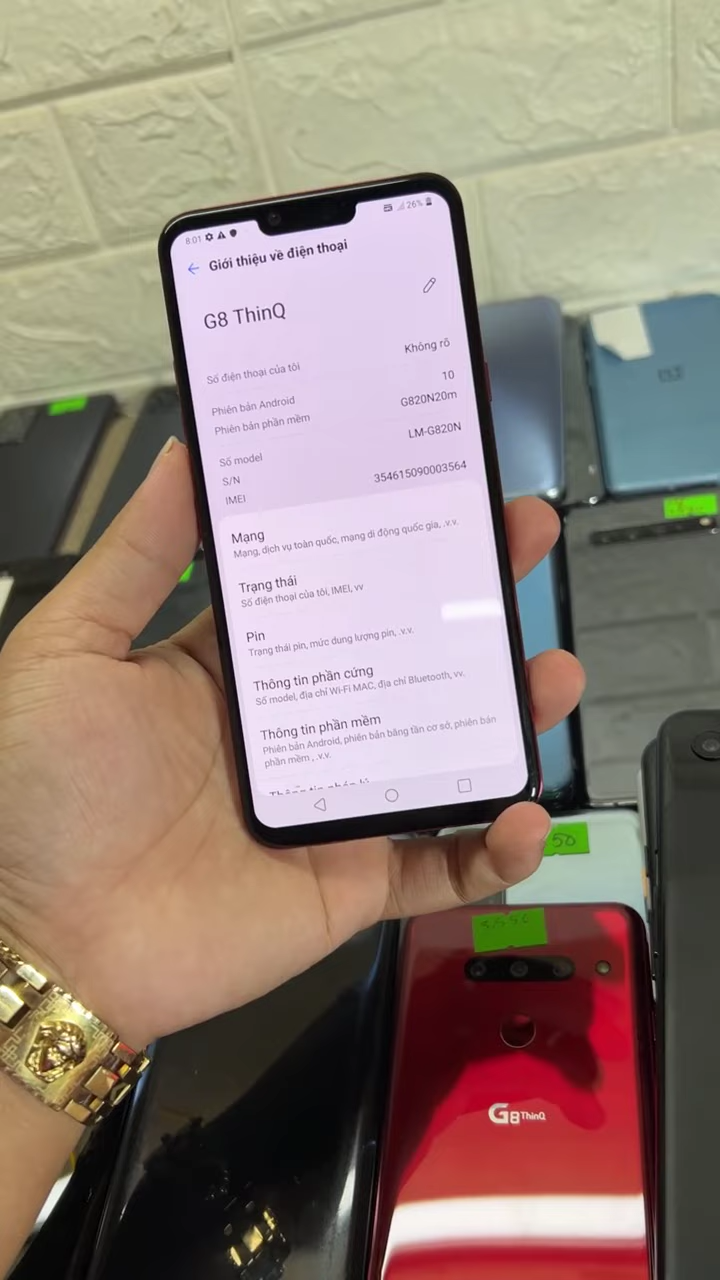 8:01
26%
Giới thiệu về điện thoại
G8 ThinQ
Số điện thoại của tôi Không rõ
Phiên bản Android 10
Phiên bản phần mềm G820N20m
Số model LM-G820N
S/N
IMEI 354615090003564
Mạng
Mạng, dịch vụ toàn quốc, mạng di động quốc gia, .v.v.
Trạng thái
Số điện thoại của tôi, IMEI, vv
Pin
Trạng thái pin, mức dung lượng pin, .v.v.
Thông tin phần cứng
Số model, địa chỉ Wi-Fi MAC, địa chỉ Bluetooth, vv.
Thông tin phần mềm
Phiên bản Android, phiên bản băng tần cơ sở, phiên bản
phần mềm , .v.v.
50
G8 ThinQ